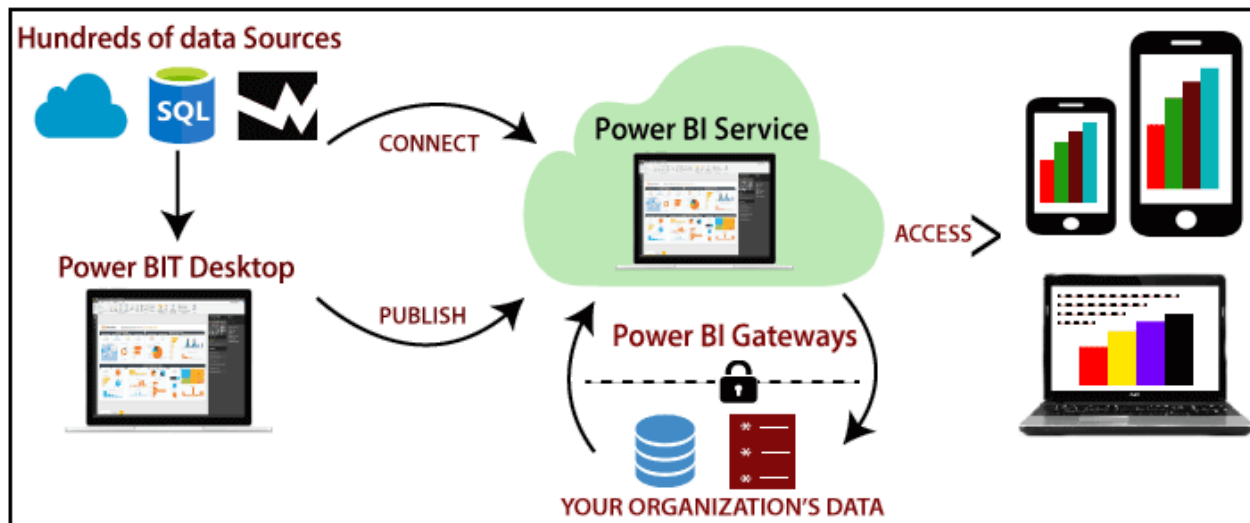 Hundreds of data Sources
SQL
CONNECT
Power BI Service
ACCESS
Power BIT Desktop
PUBLISH
Power BI Gateways
YOUR ORGANIZATION'S DATA